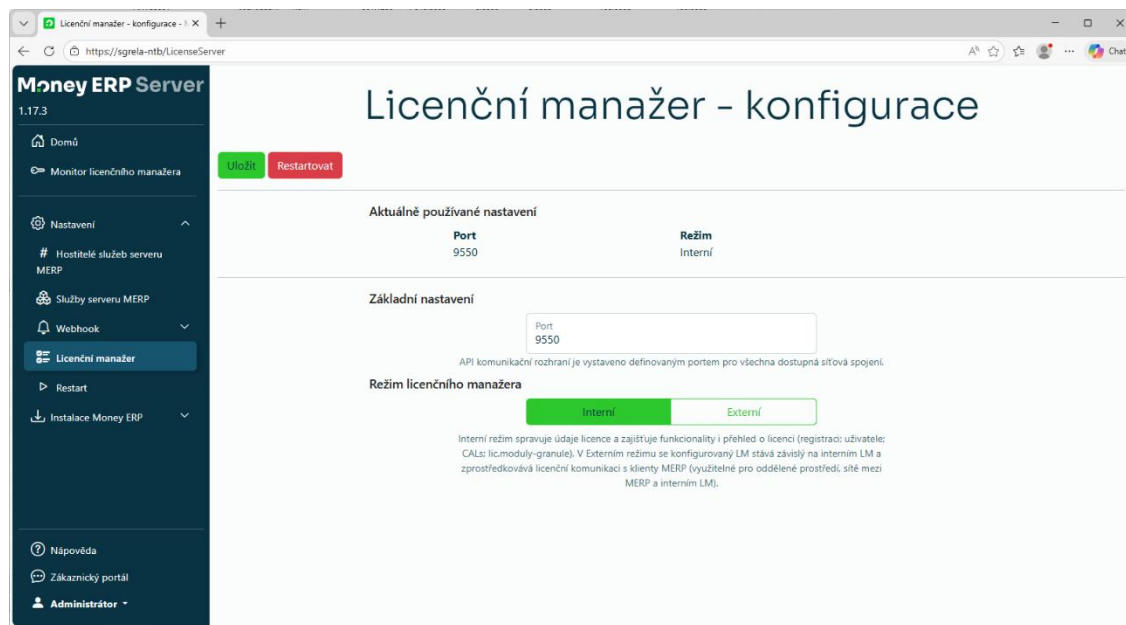 Licenční manažer - konfigurace - M
https://sgrela-ntb/LicenseServer
Chat
Money ERP Server
1.17.3
Domů
Monitor licenčního manažera
Nastavení
# Hostitelé služeb serveru
MERP
Služby serveru MERP
Webhook
Licenční manažer
Restart
Instalace Money ERP
Nápověda
Zákaznický portál
Administrátor
Licenční manažer - konfigurace
Uložit
Restartovat
Aktuálně používané nastavení
Port Režim
9550 Interní
Základní nastavení
Port
9550
API komunikační rozhraní je vystaveno definovaným portem pro všechna dostupná síťová spojení.
Režim licenčního manažera
Interní Externí
Interní režim spravuje údaje licence a zajišťuje funkcionality i přehled o licenci (registrací; uživatele;
CALs; lic.moduly-granule). V Externím režimu se konfigurovaný LM stává závislý na interním LM a
zprostředkovává licenční komunikaci s klienty MERP (využitelné pro oddělené prostředí, sítě mezi
MERP a interním LM).